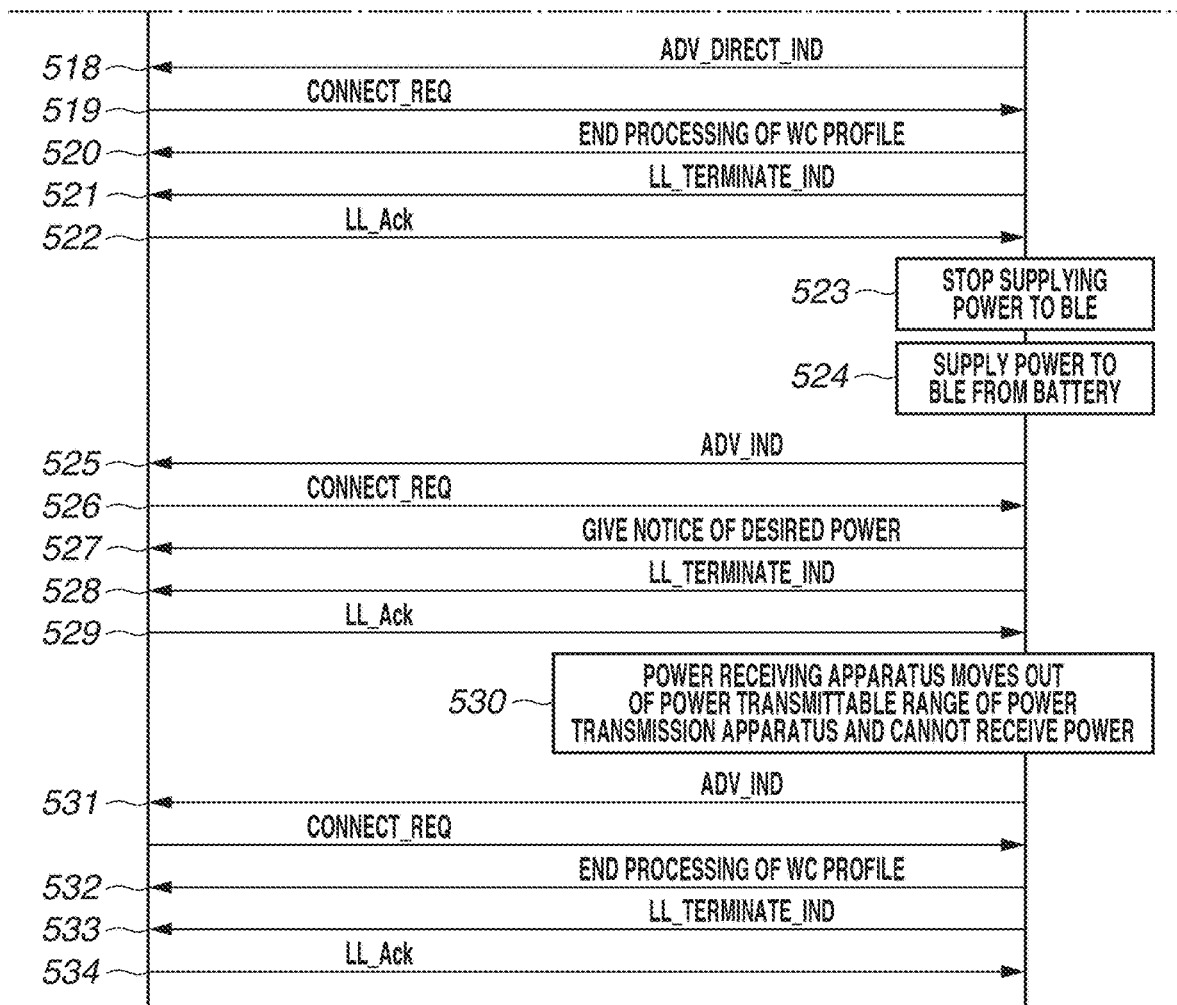 ADV_DIRECT_IND
518
CONNECT_REQ
519
END PROCESSING OF WC PROFILE
520
LL_TERMINATE_IND
521
LL_Ack
522
523
STOP SUPPLYING
POWER TO BLE
524
SUPPLY POWER TO
BLE FROM BATTERY
ADV_IND
525
CONNECT_REQ
526
GIVE NOTICE OF DESIRED POWER
527
LL_TERMINATE_IND
528
LL_Ack
529
530
POWER RECEIVING APPARATUS MOVES OUT
OF POWER TRANSMITTABLE RANGE OF POWER
TRANSMISSION APPARATUS AND CANNOT RECEIVE POWER
ADV_IND
531
CONNECT_REQ
END PROCESSING OF WC PROFILE
532
LL_TERMINATE_IND
533
LL_Ack
534